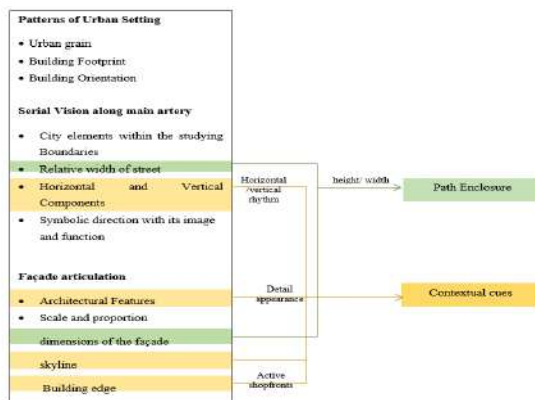 Patterns of Urban Setting
• Urban grain
• Building Footprint
• Building Orientation
Serial Vision along main artery
• City elements within the studying
Boundaries
• Relative width of street
• Horizontal and Vertical
Components
• Symbolic direction with its image
and function
Façade articulation
• Architectural Features
• Scale and proportion
dimensions of the façade
skyline
Building edge
Horizontal
/vertical
rhythm
height/ width
Path Enclosure
Detail
appearance
Contextual cues
Active
shopfronts